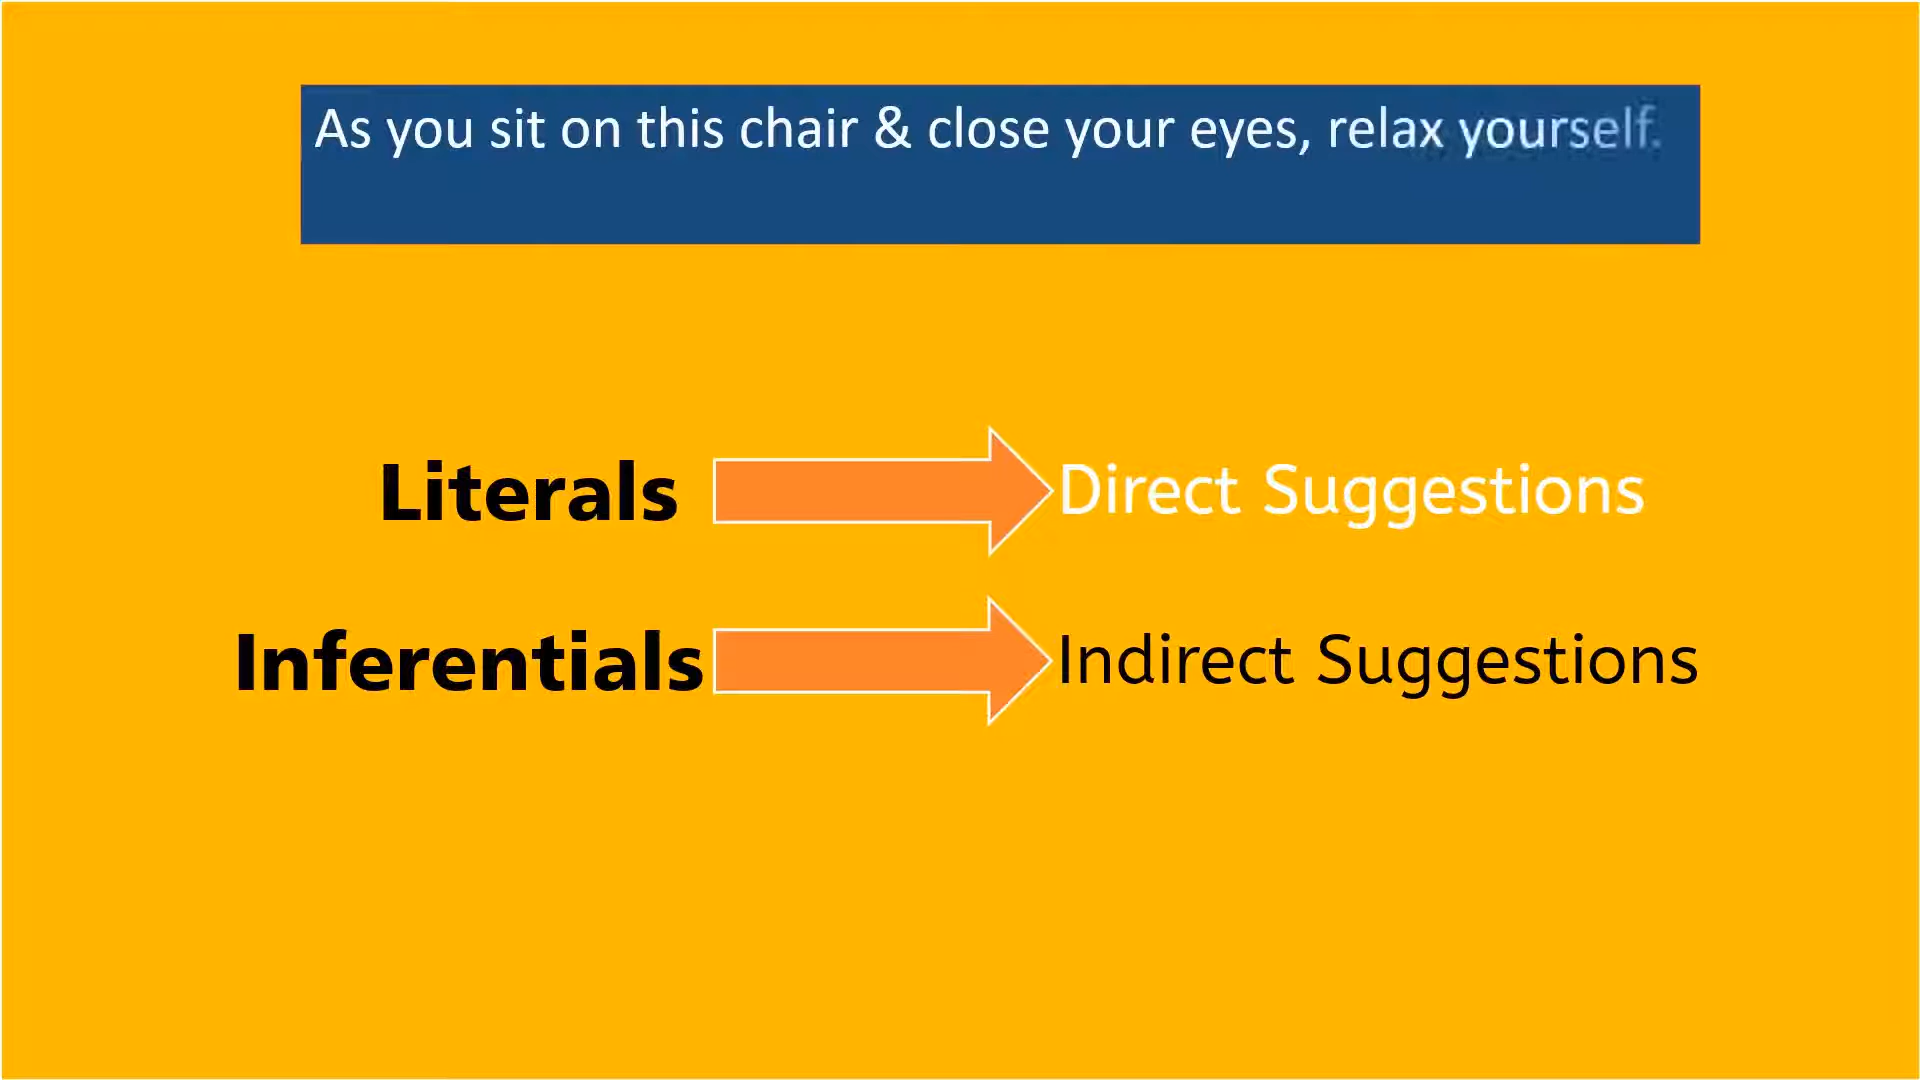 As you sit on this chair & close your eyes, relax yourself.
Literals Direct Suggestions
Inferentials Indirect Suggestions